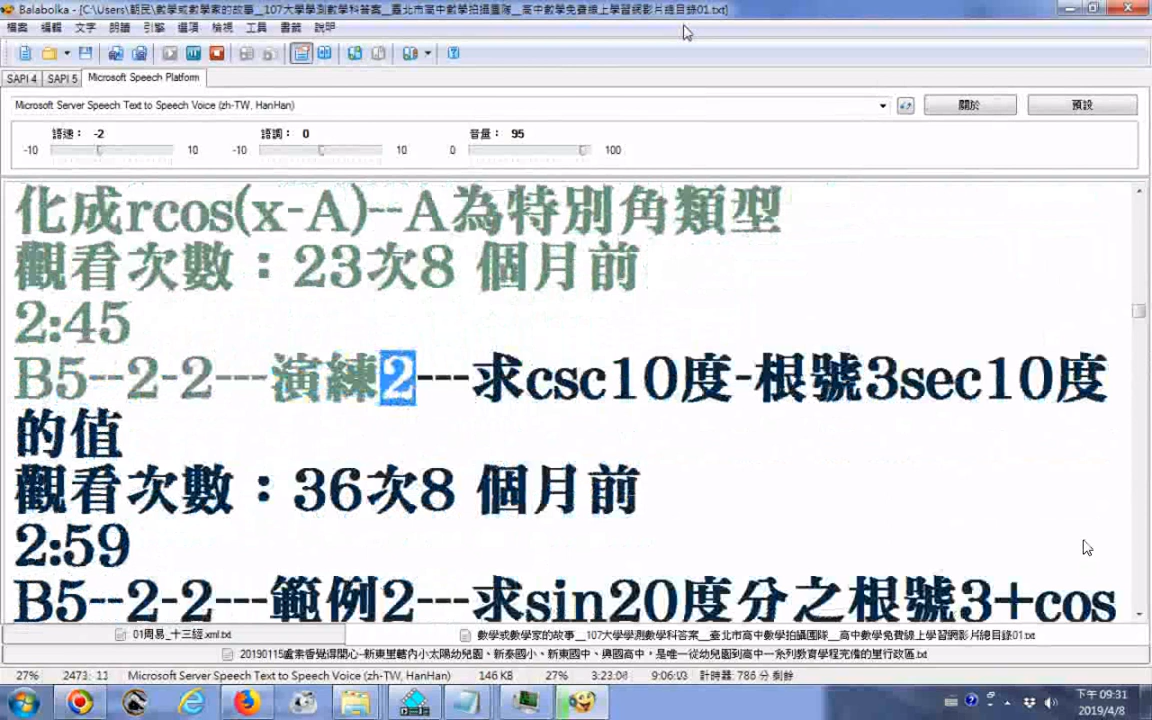 Balabolka - [C:\Users\朝民\數學或數學家的故事__107大學學測數學科答案__臺北市高中數學拍攝團隊__高中數學免費線上學習網影片總目錄01.txt]
檔案 編輯 文字 朗讀 引擎 選項 檢視 工具 書籤 說明
SAPI 4 SAPI 5 Microsoft Speech Platform
Microsoft Server Speech Text to Speech Voice (zh-TW, HanHan) 關於 預設
語速： -2 語調： 0 音量： 95
-10 10 -10 10 0 100
化成rcos(x-A)--A為特別角類型
觀看次數：23次8 個月前
2:45
B5--2-2---演練2---求csc10度-根號3sec10度
的值
觀看次數：36次8 個月前
2:59
B5--2-2---範例2---求sin20度分之根號3+cos
01周易_十三經.xml.txt 數學或數學家的故事__107大學學測數學科答案__臺北市高中數學拍攝團隊__高中數學免費線上學習網影片總目錄01.txt
20190115盧素香覺得開心-新東里轄內小太陽幼兒園、新泰國小、新東國中、興國高中，是唯一從幼兒園到高中一系列教育學程完備的里行政區.txt
27% 2473: 11 Microsoft Server Speech Text to Speech Voice (zh-TW, HanHan) 146 KB 27% 3:23:08 9:06:03 計時器: 786 分 剩餘
下午 09:31
2019/4/8